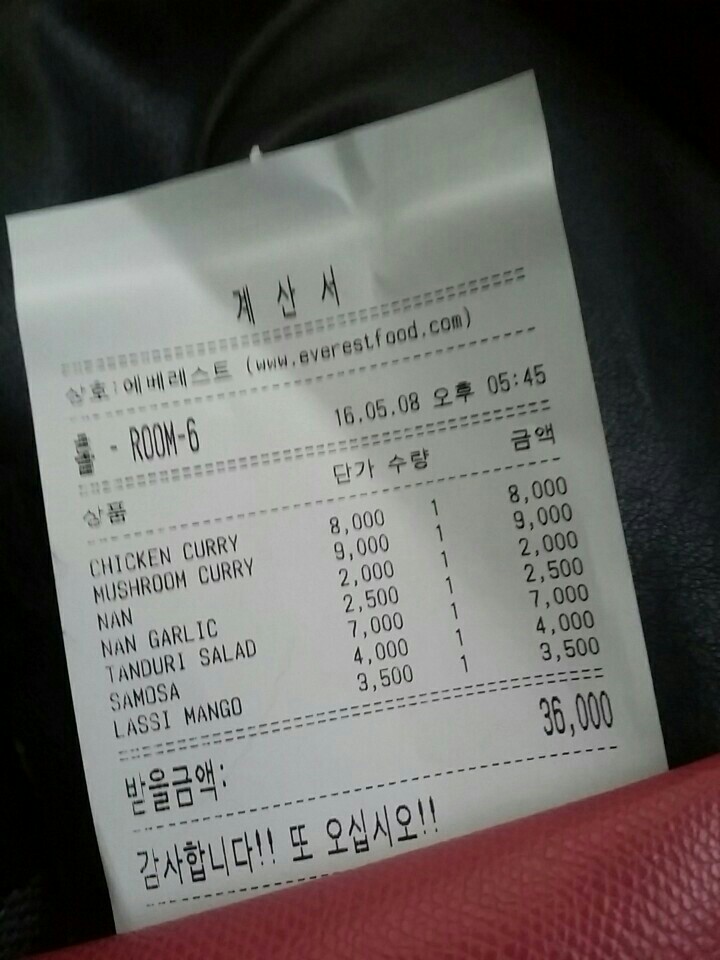 계 산 서
상호:에베레스트 (www.everestfood.com)
홀 - ROOM-6 16.05.08 오후 05:45
상품 단가 수량 금액
CHICKEN CURRY 8,000 1 8,000
MUSHROOM CURRY 9,000 1 9,000
NAN 2,000 1 2,000
NAN GARLIC 2,500 1 2,500
TANDURI SALAD 7,000 1 7,000
SAMOSA 4,000 1 4,000
LASSI MANGO 3,500 1 3,500
36,000
받을금액:
감사합니다!! 또 오십시오!!